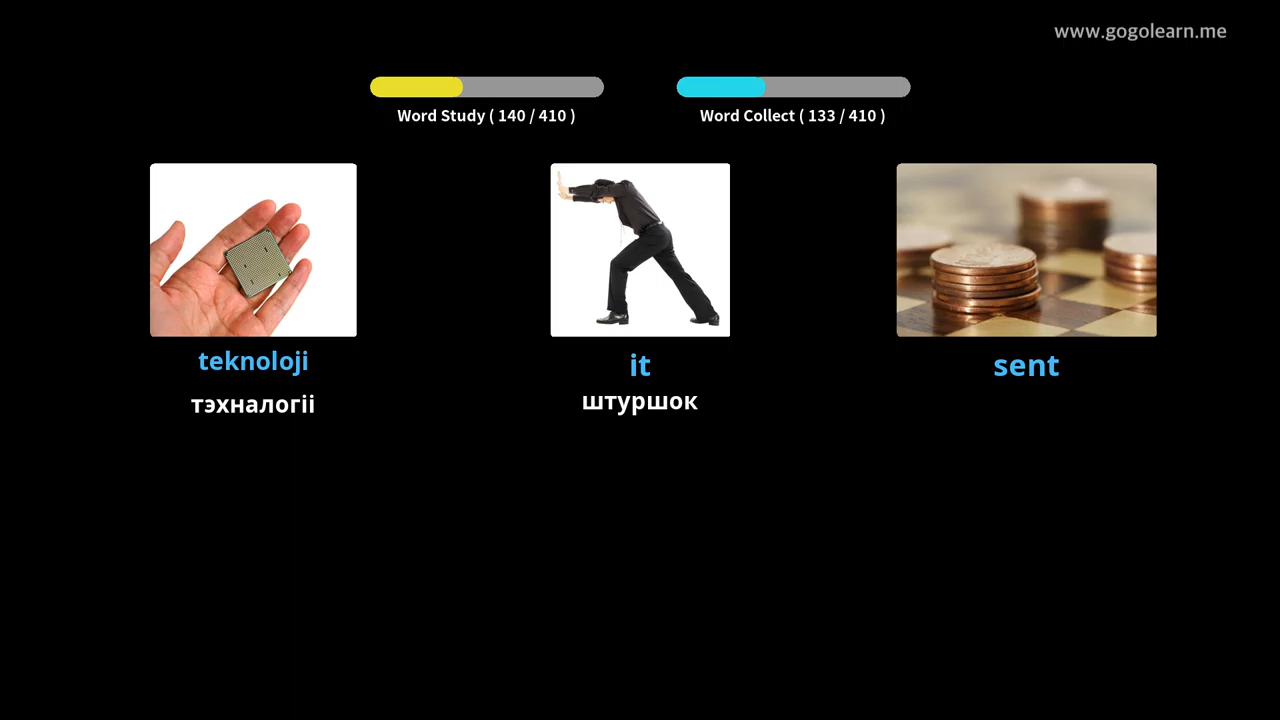 www.gogolearn.me
Word Study ( 140 / 410 )
Word Collect ( 133 / 410 )
teknoloji
тэхналогіі
it
штуршок
sent